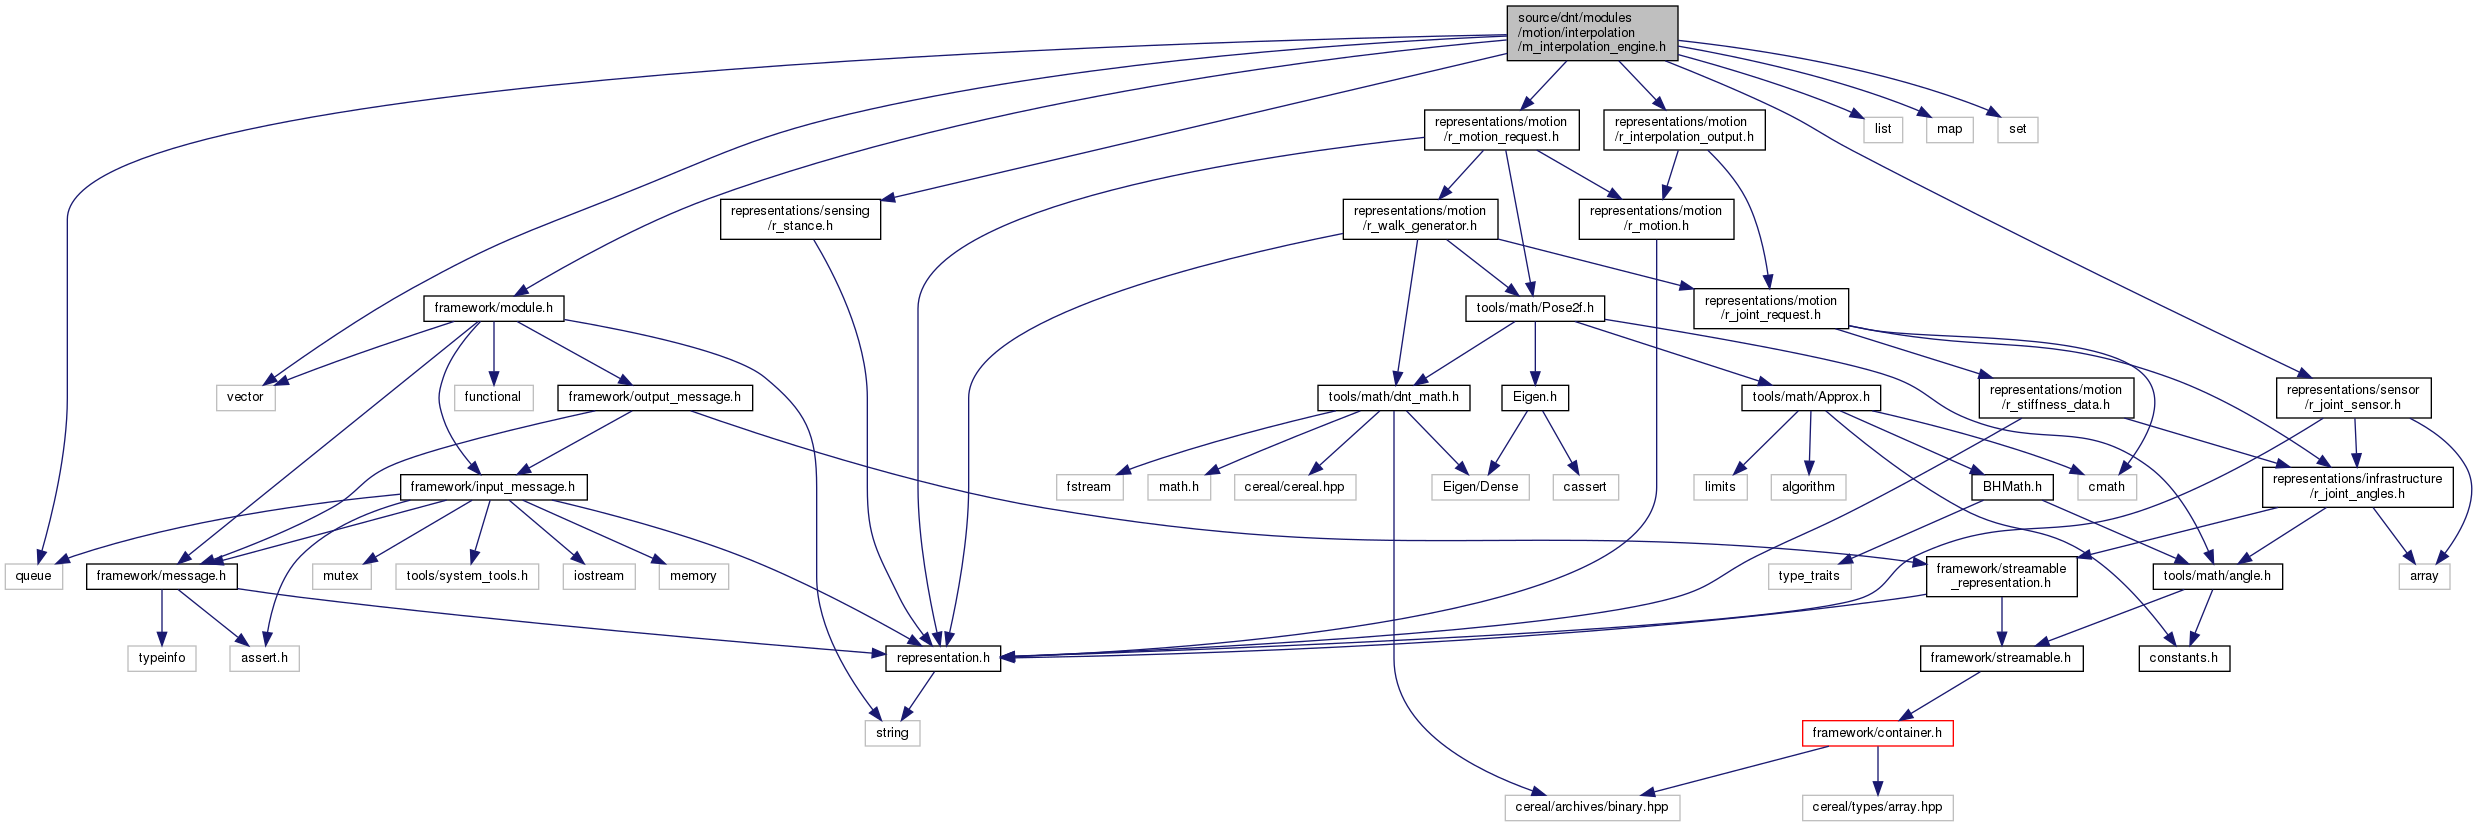 source/dnt/modules
/motion/interpolation
/m_interpolation_engine.h
representations/motion
/r_motion_request.h
representations/motion
/r_interpolation_output.h
list
map
set
representations/sensing
/r_stance.h
representations/motion
/r_walk_generator.h
representations/motion
/r_motion.h
framework/module.h
tools/math/Pose2f.h
representations/motion
/r_joint_request.h
vector
functional
framework/output_message.h
tools/math/dnt_math.h
Eigen.h
tools/math/Approx.h
representations/motion
/r_stiffness_data.h
representations/sensor
/r_joint_sensor.h
framework/input_message.h
fstream
math.h
cereal/cereal.hpp
Eigen/Dense
cassert
limits
algorithm
BHMath.h
cmath
representations/infrastructure
/r_joint_angles.h
queue
framework/message.h
mutex
tools/system_tools.h
iostream
memory
type_traits
framework/streamable
_representation.h
tools/math/angle.h
array
typeinfo
assert.h
representation.h
framework/streamable.h
constants.h
string
framework/container.h
cereal/archives/binary.hpp
cereal/types/array.hpp